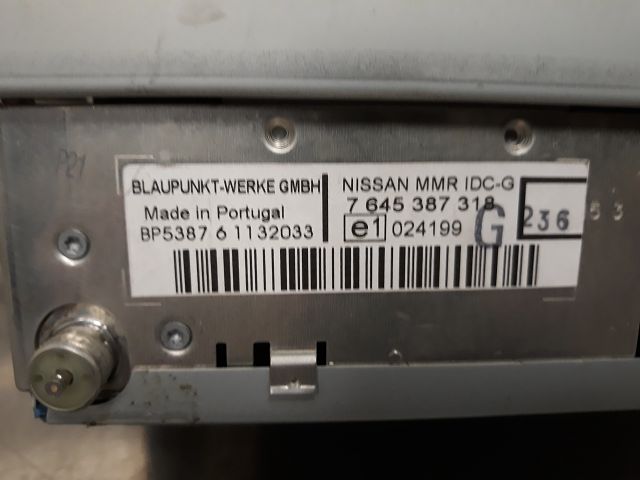 P21
BLAUPUNKT-WERKE GMBH
Made in Portugal
BP5387 6 1132033
NISSAN MMR IDC-G
7 645 387 318
e1 024199
G
236
53